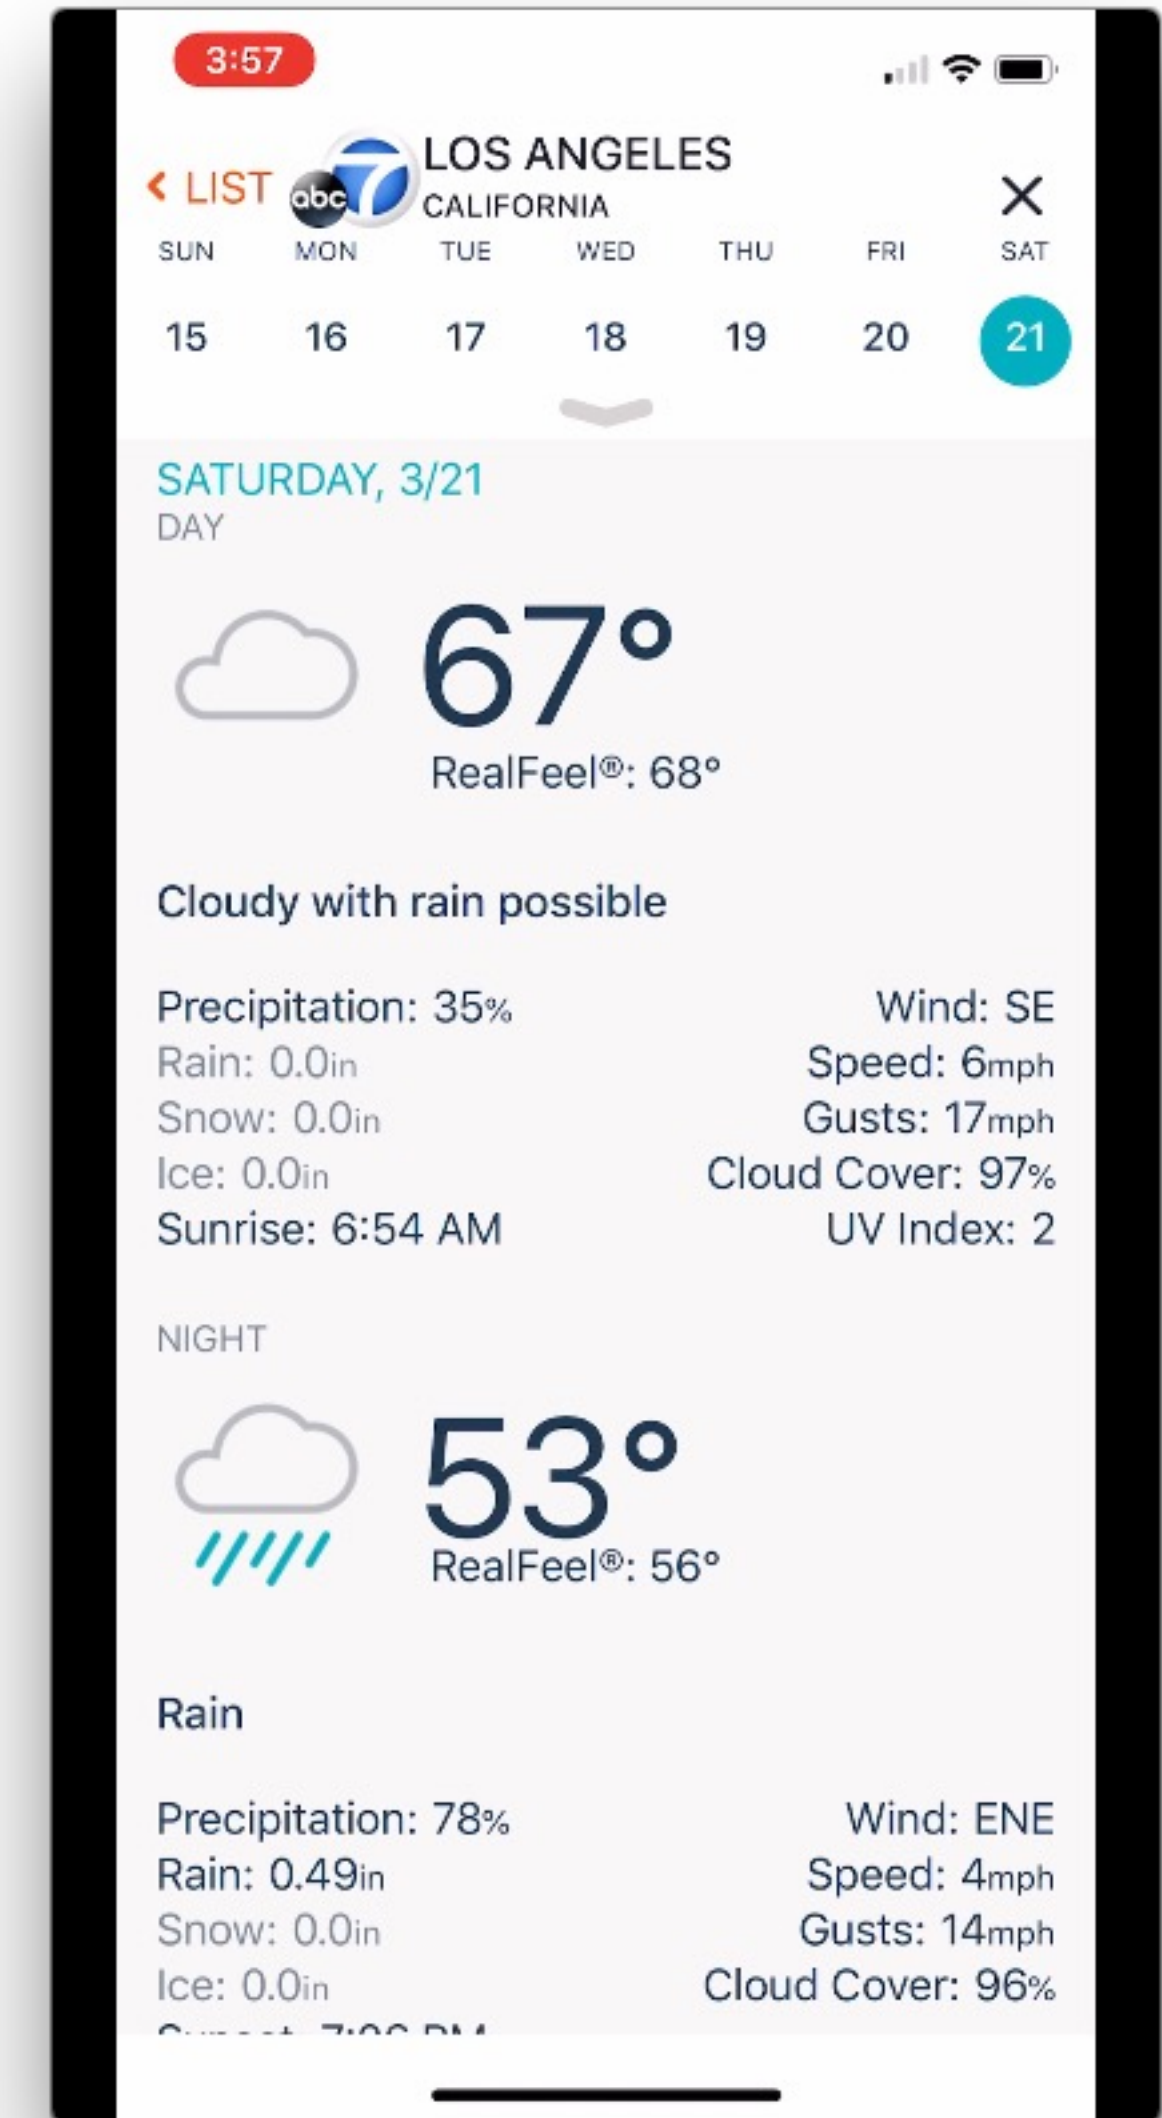 3:57
< LIST
abc 7
LOS ANGELES
CALIFORNIA
SUN MON TUE WED THU FRI SAT
15 16 17 18 19 20 21
SATURDAY, 3/21
DAY
67°
RealFeel®: 68°
Cloudy with rain possible
Precipitation: 35% Wind: SE
Rain: 0.0in Speed: 6mph
Snow: 0.0in Gusts: 17mph
Ice: 0.0in Cloud Cover: 97%
Sunrise: 6:54 AM UV Index: 2
NIGHT
53°
RealFeel®: 56°
Rain
Precipitation: 78% Wind: ENE
Rain: 0.49in Speed: 4mph
Snow: 0.0in Gusts: 14mph
Ice: 0.0in Cloud Cover: 96%